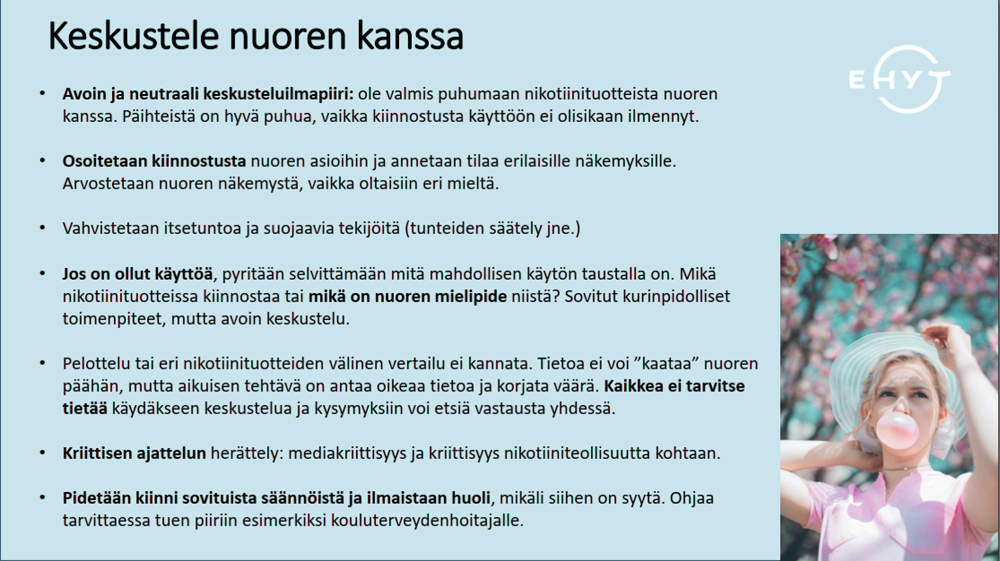 Keskustele nuoren kanssa
EHYT
• Avoin ja neutraali keskusteluilmapiiri: ole valmis puhumaan nikotiinituotteista nuoren
kanssa. Päihteistä on hyvä puhua, vaikka kiinnostusta käyttöön ei olisikaan ilmennyt.
• Osoitetaan kiinnostusta nuoren asioihin ja annetaan tilaa erilaisille näkemyksille.
Arvostetaan nuoren näkemystä, vaikka oltaisiin eri mieltä.
• Vahvistetaan itsetuntoa ja suojaavia tekijöitä (tunteiden säätely jne.)
• Jos on ollut käyttöä, pyritään selvittämään mitä mahdollisen käytön taustalla on. Mikä
nikotiinituotteissa kiinnostaa tai mikä on nuoren mielipide niistä? Sovitut kurinpidolliset
toimenpiteet, mutta avoin keskustelu.
• Pelottelu tai eri nikotiinituotteiden välinen vertailu ei kannata. Tietoa ei voi ”kaataa” nuoren
päähän, mutta aikuisen tehtävä on antaa oikeaa tietoa ja korjata väärä. Kaikkea ei tarvitse
tietää käydäkseen keskustelua ja kysymyksiin voi etsiä vastausta yhdessä.
• Kriittisen ajattelun herättely: mediakriittisyys ja kriittisyys nikotiiniteollisuutta kohtaan.
• Pidetään kiinni sovituista säännöistä ja ilmaistaan huoli, mikäli siihen on syytä. Ohjaa
tarvittaessa tuen piiriin esimerkiksi kouluterveydenhoitajalle.